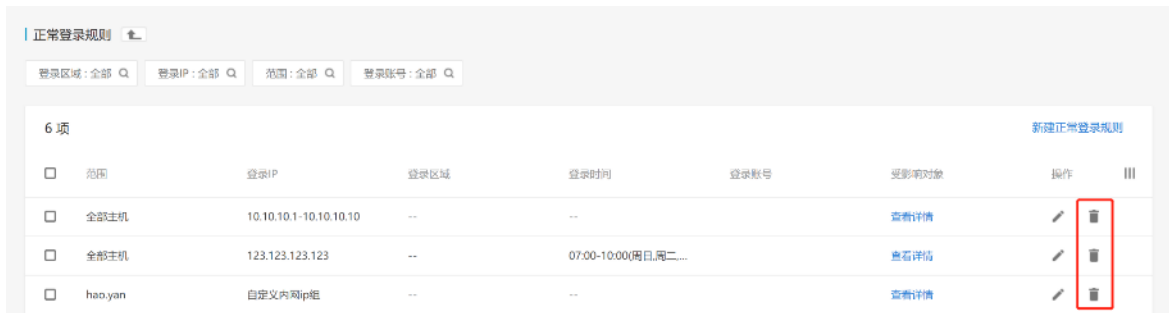 正常登录规则
登录区域 : 全部 登录IP : 全部 范围 : 全部 登录账号 : 全部
6 项 新建正常登录规则
范围 登录IP 登录区域 登录时间 登录账号 受影响对象 操作
全部主机 10.10.10.1-10.10.10.10 -- -- 查看详情
全部主机 123.123.123.123 -- 07:00-10:00(周日,周二,... 查看详情
hao.yan 自定义内网ip组 -- -- 查看详情